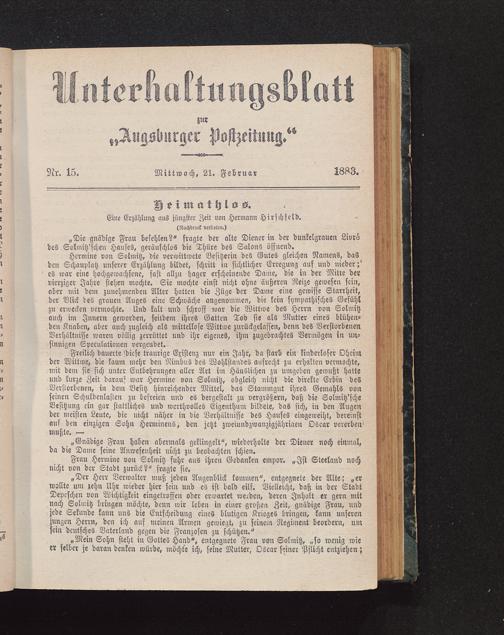 Unterhaltungsblatt
zur
„Augsburger Postzeitung.“
Nr. 15. Mittwoch, 21. Februar 1883.
Heimathlos.
Eine Erzählung aus jüngster Zeit von Hermann Hirschfeld.
(Nachdruck verboten.)
„Die gnädige Frau befehlen?“ fragte der alte Diener in der dunkelgrauen Livrée
des Solmitz'schen Hauses, geräuschlos die Thüre des Salons öffnend.
Hermine von Solmitz, die verwittwete Besitzerin des Gutes gleichen Namens, das
den Schauplatz unserer Erzählung bildet, schritt in sichtlicher Erregung auf und nieder;
es war eine hochgewachsene, fast allzu hager erscheinende Dame, die in der Mitte der
vierziger Jahre stehen mochte. Sie mochte einst nicht ohne äußeren Reiz gewesen sein,
aber mit dem zunehmenden Alter hatten die Züge der Dame eine gewisse Starrheit,
der Blick des grauen Auges eine Schwäche angenommen, die kein sympathisches Gefühl
zu erwecken vermochte. Und kalt und schroff war die Wittwe des Herrn von Solmitz
auch im Innern geworden, seitdem ihres Gatten Tod sie als Mutter eines blühen-
den Knaben, aber auch zugleich als mittellose Wittwe zurückgelassen, denn des Verstorbenen
Verhältnisse waren völlig zerrüttet und ihr eigenes, ihm zugebrachtes Vermögen in un-
sinnigen Speculationen vergeudet.
Freilich dauerte diese traurige Existenz nur ein Jahr, da starb ein kinderloser Oheim
der Wittwe, die kaum mehr den Nimbus des Wohlstandes aufrecht zu erhalten vermochte,
mit dem sie sich unter Entbehrungen aller Art im Häuslichen zu umgeben gewußt hatte
und kurze Zeit darauf war Hermine von Solmitz, obgleich nicht die direkte Erbin des
Verstorbenen, in dem Besitz hinreichender Mittel, das Stammgut ihres Gemahls von
seinen Schuldenlasten zu befreien und es dergestalt zu vergrößern, daß die Solmitz'sche
Besitzung ein gar stattliches und werthvolles Eigenthum bildete, das sich, in den Augen
der meisten Leute, die nicht näher in die Verhältnisse des Hauses eingeweiht, dereinst
auf den einzigen Sohn Herminens, den jetzt zweiundzwanzigjährigen Oscar vererben
mußte. —
„Gnädige Frau haben abermals geklingelt“, wiederholte der Diener noch einmal,
da die Dame seine Anwesenheit nicht zu beobachten schien.
Frau Hermine von Solmitz fuhr aus ihren Gedanken empor. „Ist Sterland noch
nicht von der Stadt zurück?“ fragte sie.
„Der Herr Verwalter muß jeden Augenblick kommen“, entgegnete der Alte; „er
wollte um zehn Uhr wieder hier sein und es ist bald eilf. Vielleicht, daß in der Stadt
Depeschen von Wichtigkeit eingetroffen oder erwartet werden, deren Inhalt er gern mit
nach Solmitz bringen möchte, denn wir leben in einer großen Zeit, gnädige Frau, und
jede Sekunde kann uns die Entscheidung eines blutigen Krieges bringen, kann unseren
jungen Herrn, den ich auf meinen Armen gewiegt, zu seinem Regiment beordern, um
sein deutsches Vaterland gegen die Franzosen zu schützen.“
„Mein Sohn steht in Gottes Hand“, entgegnete Frau von Solmitz, „so wenig wie
er selber je daran denken würde, möchte ich, seine Mutter, Oscar seiner Pflicht entziehen;